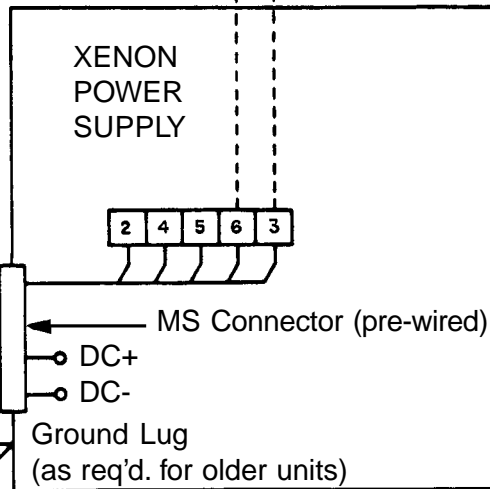 XENON
POWER
SUPPLY
2 4 5 6 3
MS Connector (pre-wired)
DC+
DC-
Ground Lug
(as req'd. for older units)